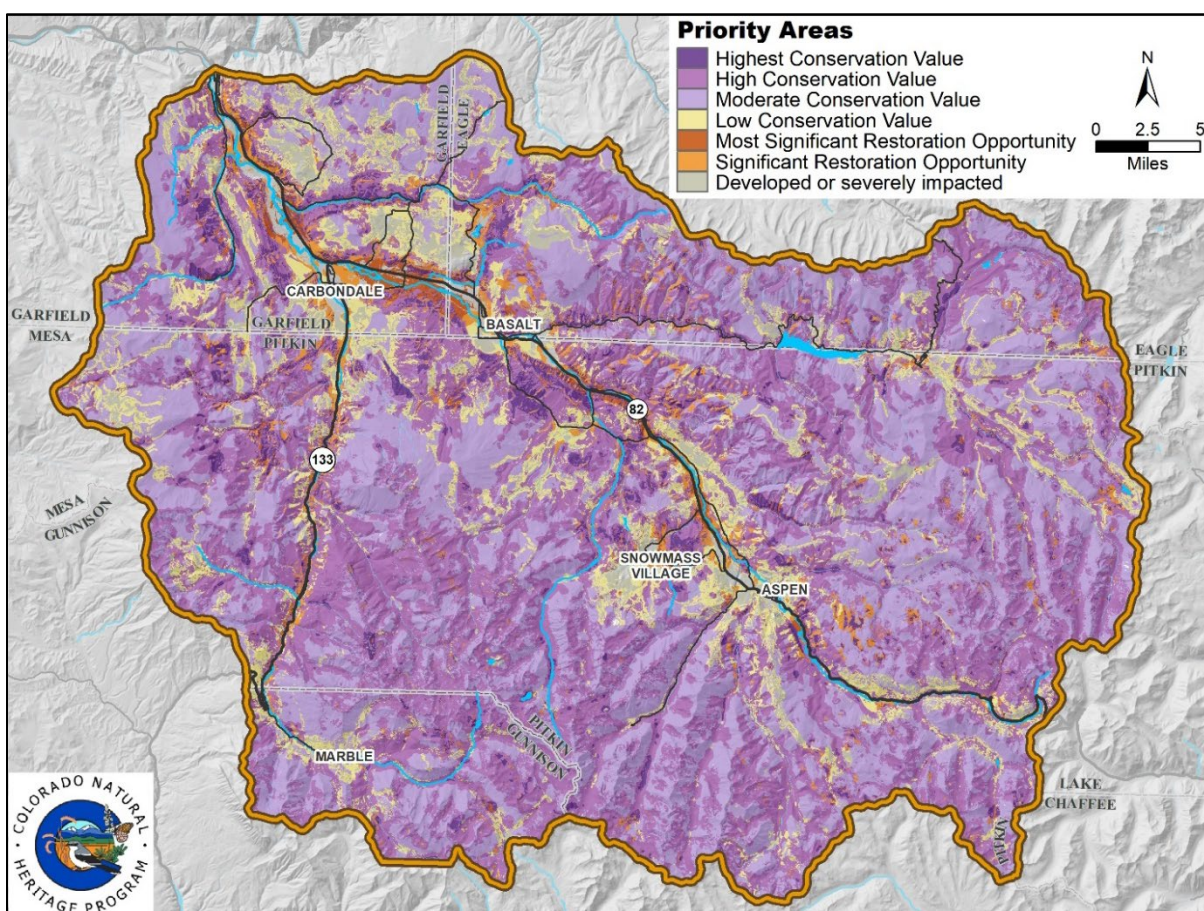 Priority Areas
Highest Conservation Value
High Conservation Value
Moderate Conservation Value
Low Conservation Value
Most Significant Restoration Opportunity
Significant Restoration Opportunity
Developed or severely impacted
N
0 2.5 5
Miles
GARFIELD
EAGLE
CARBONDALE
GARFIELD
MESA
GARFIELD
PITKIN
BASALT
EAGLE
PITKIN
82
133
MESA
GUNNISON
SNOWMASS
VILLAGE
ASPEN
PITKIN
GUNNISON
MARBLE
LAKE
CHAFFEE
PITKIN
COLORADO NATURAL
HERITAGE PROGRAM